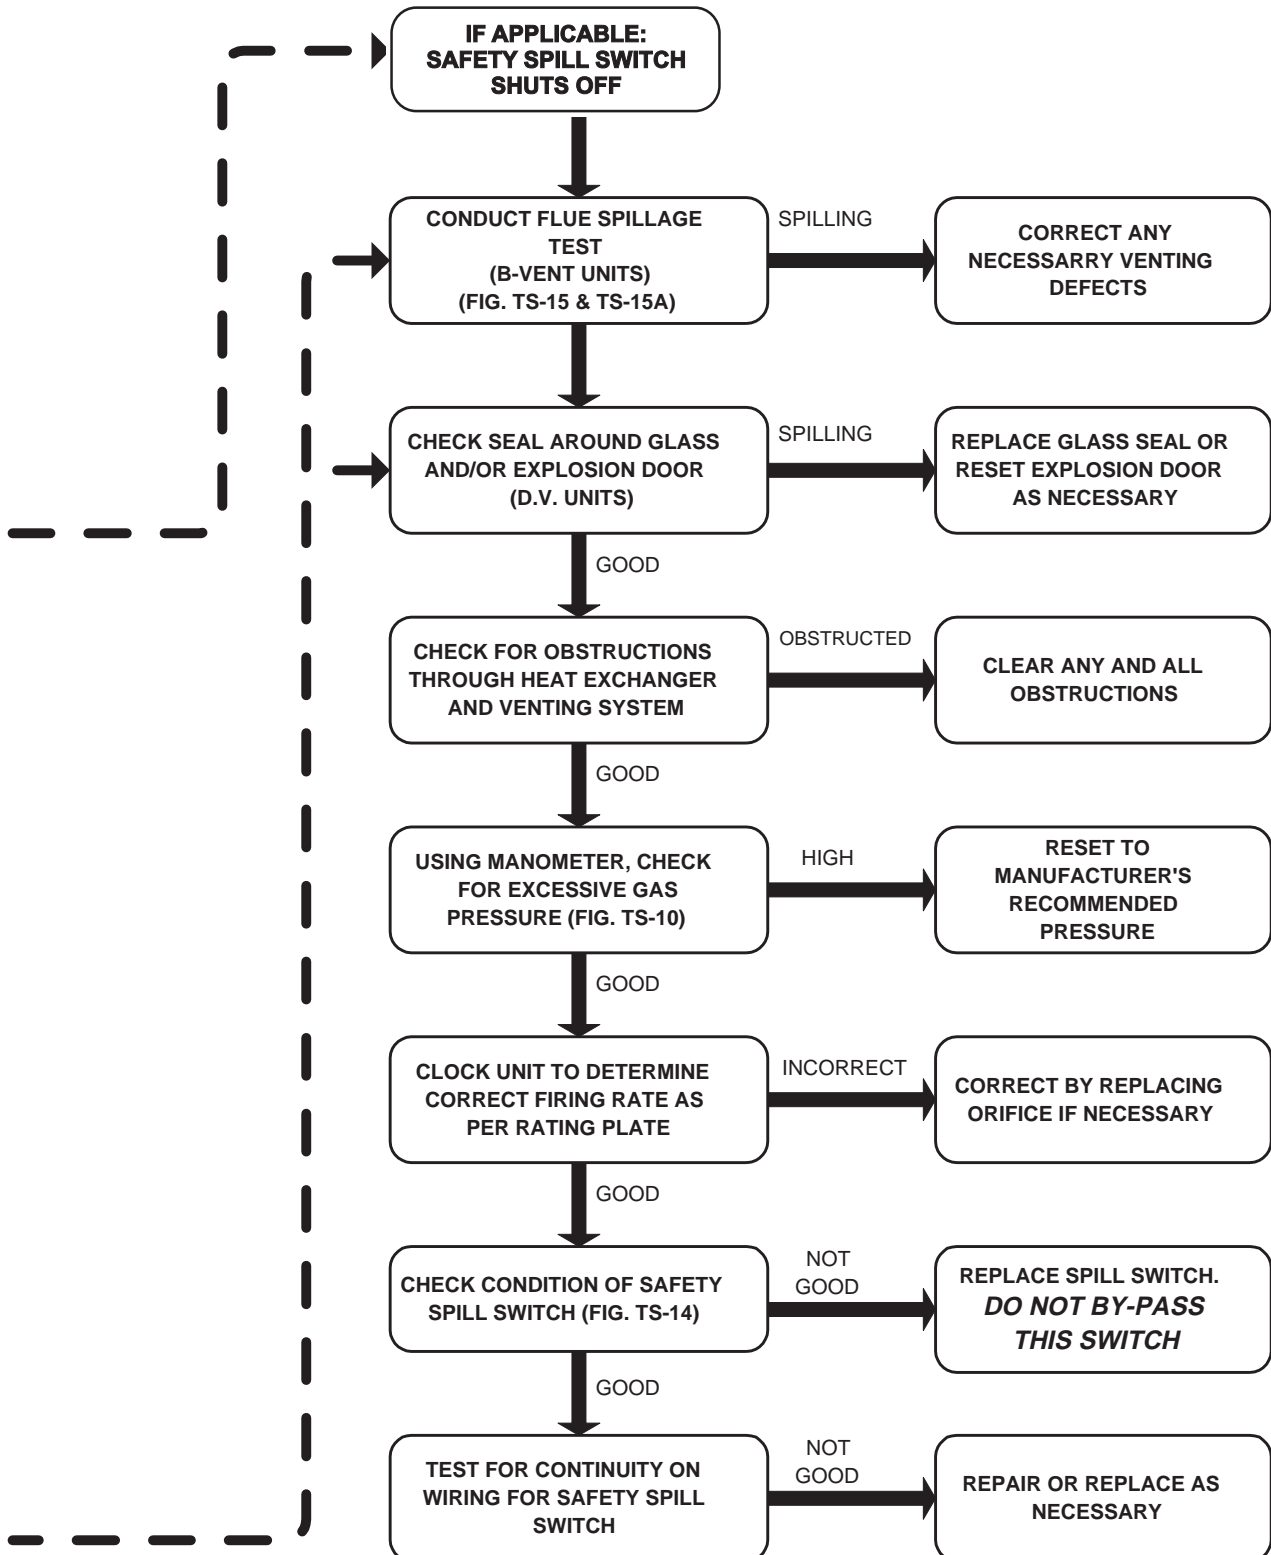 IF APPLICABLE:
SAFETY SPILL SWITCH
SHUTS OFF
CONDUCT FLUE SPILLAGE
TEST
(B-VENT UNITS)
(FIG. TS-15 & TS-15A)
SPILLING
CORRECT ANY
NECESSARRY VENTING
DEFECTS
CHECK SEAL AROUND GLASS
AND/OR EXPLOSION DOOR
(D.V. UNITS)
SPILLING
REPLACE GLASS SEAL OR
RESET EXPLOSION DOOR
AS NECESSARY
GOOD
CHECK FOR OBSTRUCTIONS
THROUGH HEAT EXCHANGER
AND VENTING SYSTEM
OBSTRUCTED
CLEAR ANY AND ALL
OBSTRUCTIONS
GOOD
USING MANOMETER, CHECK
FOR EXCESSIVE GAS
PRESSURE (FIG. TS-10)
HIGH
RESET TO
MANUFACTURER'S
RECOMMENDED
PRESSURE
GOOD
CLOCK UNIT TO DETERMINE
CORRECT FIRING RATE AS
PER RATING PLATE
INCORRECT
CORRECT BY REPLACING
ORIFICE IF NECESSARY
GOOD
CHECK CONDITION OF SAFETY
SPILL SWITCH (FIG. TS-14)
NOT
GOOD
REPLACE SPILL SWITCH.
DO NOT BY-PASS
THIS SWITCH
GOOD
TEST FOR CONTINUITY ON
WIRING FOR SAFETY SPILL
SWITCH
NOT
GOOD
REPAIR OR REPLACE AS
NECESSARY